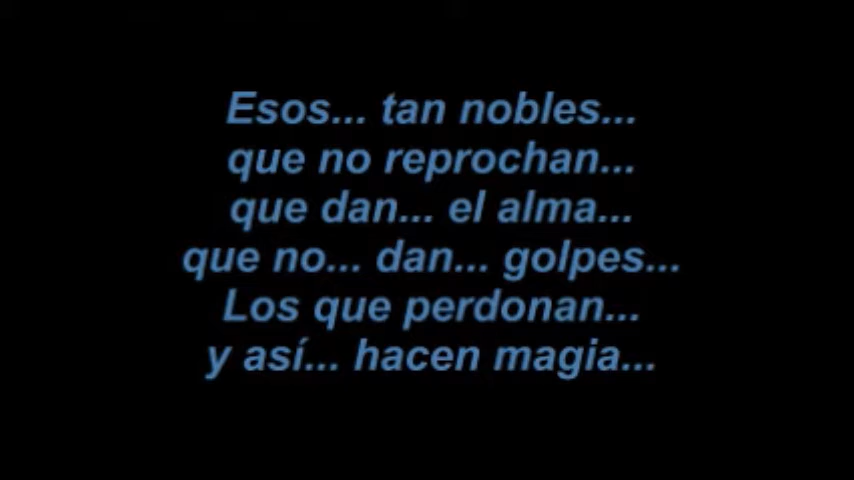 Esos... tan nobles...
que no reprochan...
que dan... el alma...
que no... dan... golpes...
Los que perdonan...
y así... hacen magia...